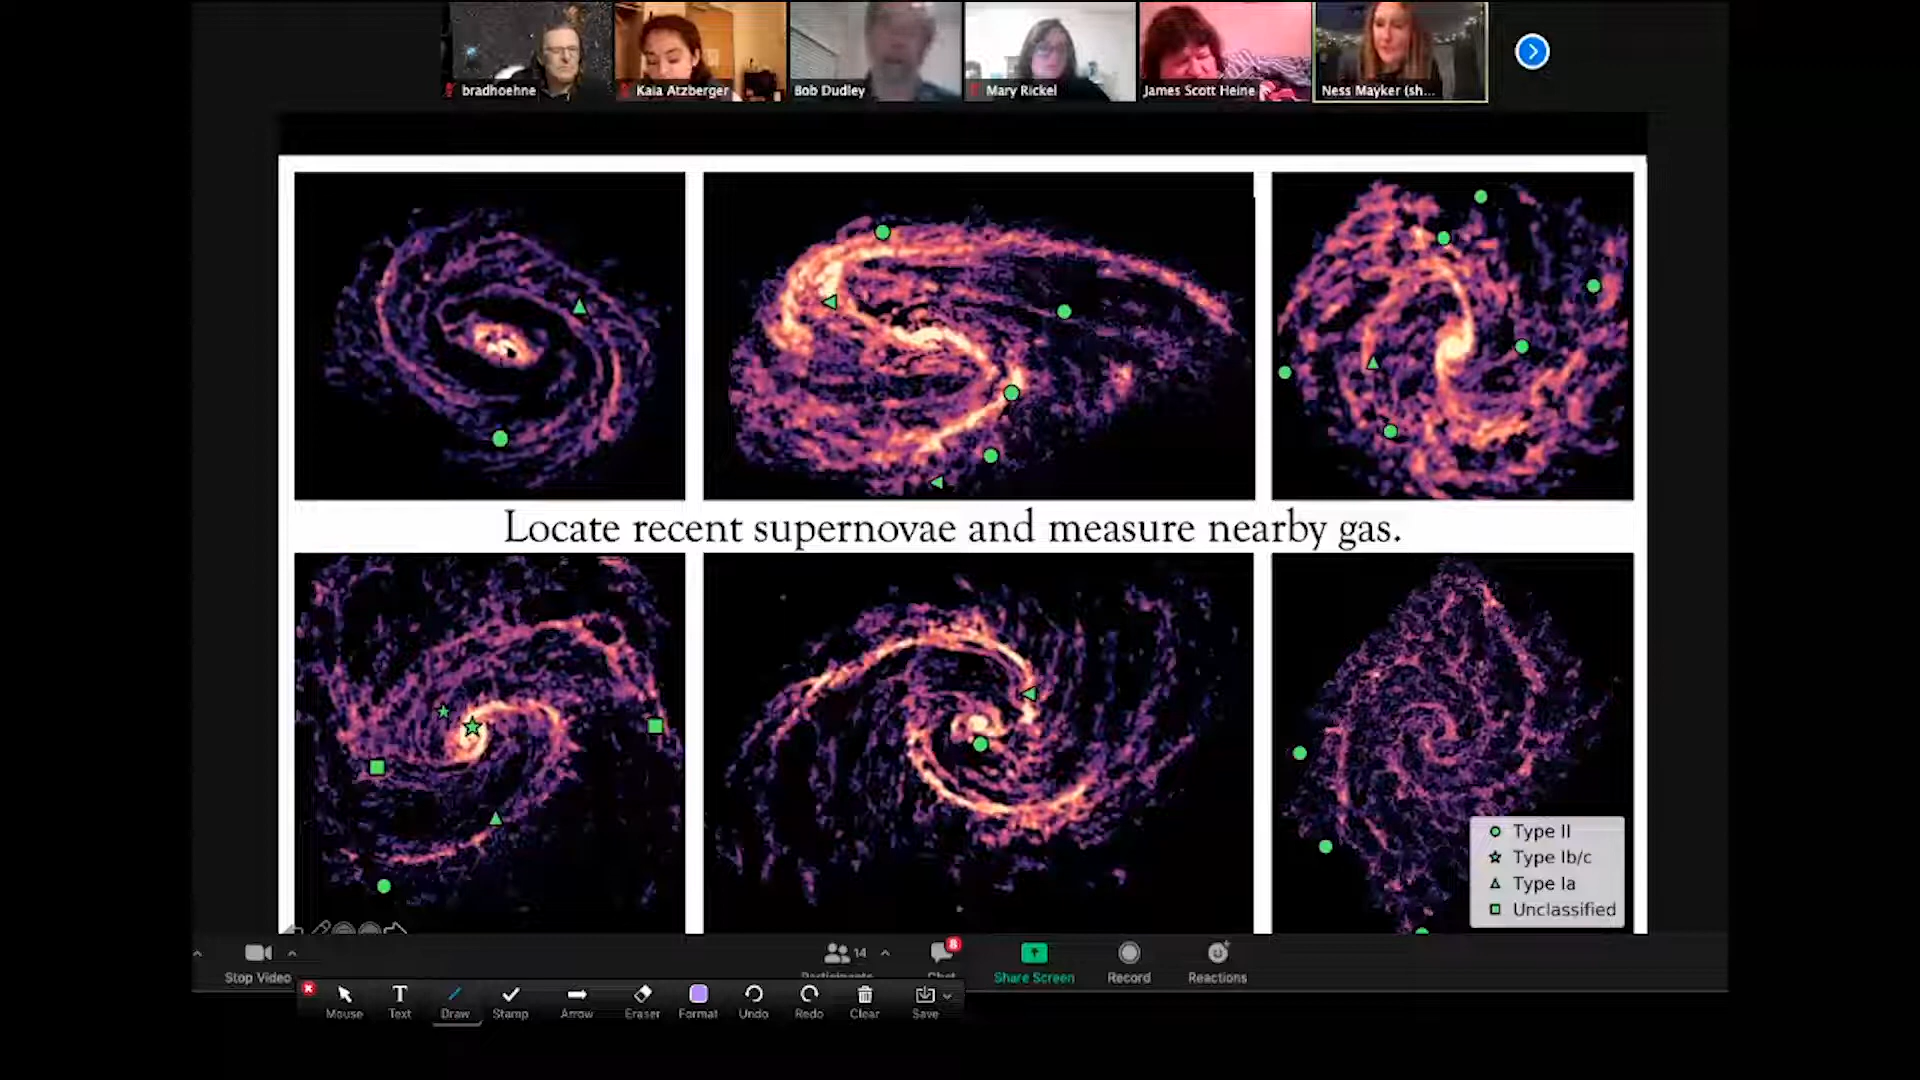 bradhoehne
Kaia Atzberger
Bob Dudley
Mary Rickel
James Scott Heine
Ness Mayker (sh...
Locate recent supernovae and measure nearby gas.
Type II
Type Ib/c
Type Ia
Unclassified
Stop Video
14
Participants
8
Chat
Share Screen
Record
Reactions
Mouse
Text
Draw
Stamp
Arrow
Eraser
Format
Undo
Redo
Clear
Save